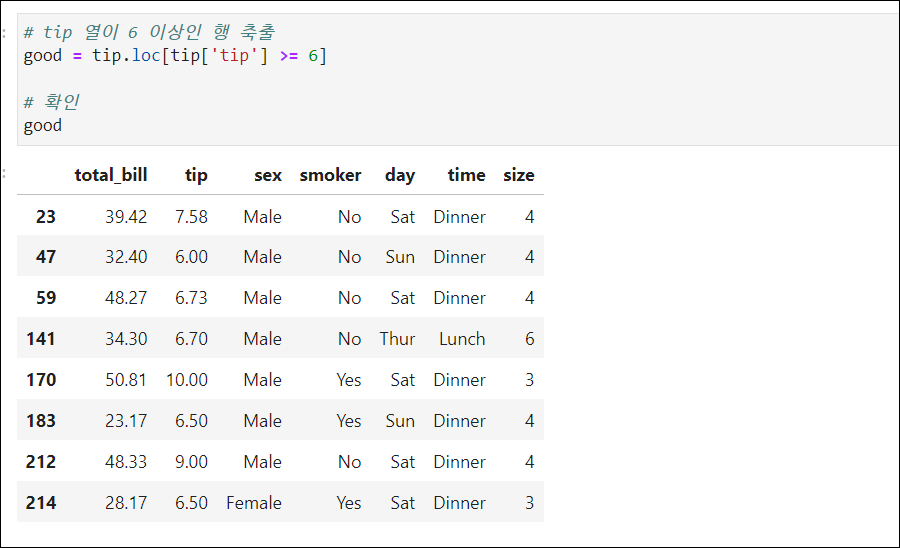 # tip 열이 6 이상인 행 축출
good = tip.loc[tip['tip'] >= 6]
# 확인
good
total_bill tip sex smoker day time size
23 39.42 7.58 Male No Sat Dinner 4
47 32.40 6.00 Male No Sun Dinner 4
59 48.27 6.73 Male No Sat Dinner 4
141 34.30 6.70 Male No Thur Lunch 6
170 50.81 10.00 Male Yes Sat Dinner 3
183 23.17 6.50 Male Yes Sun Dinner 4
212 48.33 9.00 Male No Sat Dinner 4
214 28.17 6.50 Female Yes Sat Dinner 3